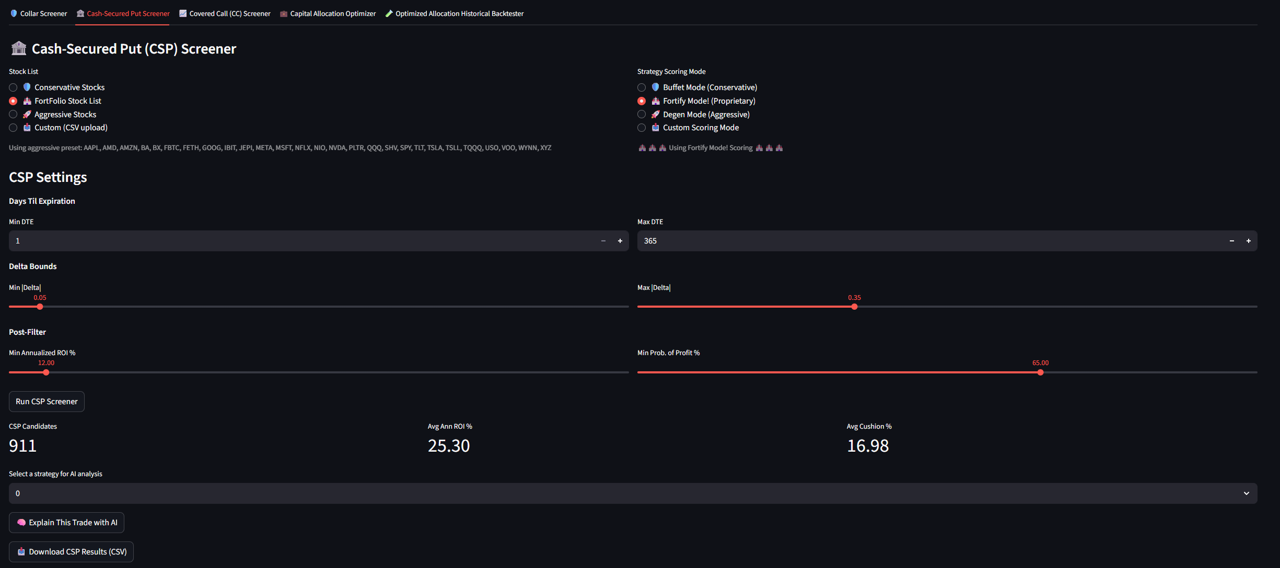 Collar Screener
Cash-Secured Put Screener
Covered Call (CC) Screener
Capital Allocation Optimizer
Optimized Allocation Historical Backtester
Cash-Secured Put (CSP) Screener
Stock List
Conservative Stocks
FortFolio Stock List
Aggressive Stocks
Custom (CSV upload)
Using aggressive preset: AAPL, AMD, AMZN, BA, BX, FBTC, FETH, GOOG, IBIT, JEPI, META, MSFT, NFLX, NIO, NVDA, PLTR, QQQ, SHV, SPY, TLT, TSLA, TSLL, TQQQ, USO, VOO, WYNN, XYZ
Strategy Scoring Mode
Buffet Mode (Conservative)
Fortify Mode! (Proprietary)
Degen Mode (Aggressive)
Custom Scoring Mode
Using Fortify Mode! Scoring
CSP Settings
Days Til Expiration
Min DTE
1
Max DTE
365
Delta Bounds
Min |Delta|
0.05
Max |Delta|
0.35
Post-Filter
Min Annualized ROI %
12.00
Min Prob. of Profit %
65.00
Run CSP Screener
CSP Candidates
911
Avg Ann ROI %
25.30
Avg Cushion %
16.98
Select a strategy for AI analysis
0
Explain This Trade with AI
Download CSP Results (CSV)